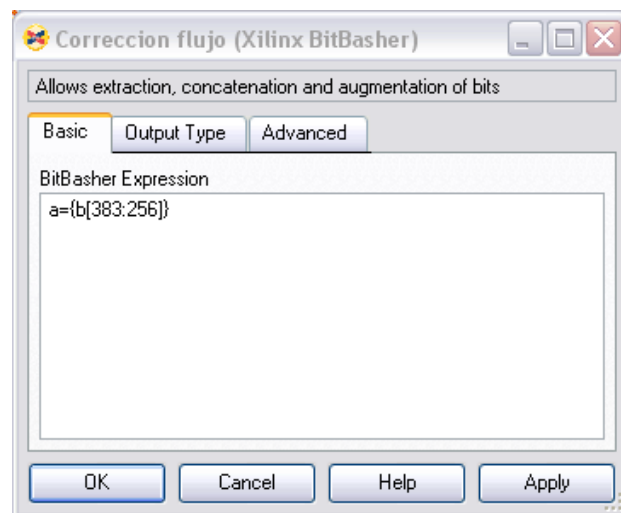 Correccion flujo (Xilinx BitBasher)
Allows extraction, concatenation and augmentation of bits
Basic Output Type Advanced
BitBasher Expression
a={b[383:256]}
OK Cancel Help Apply